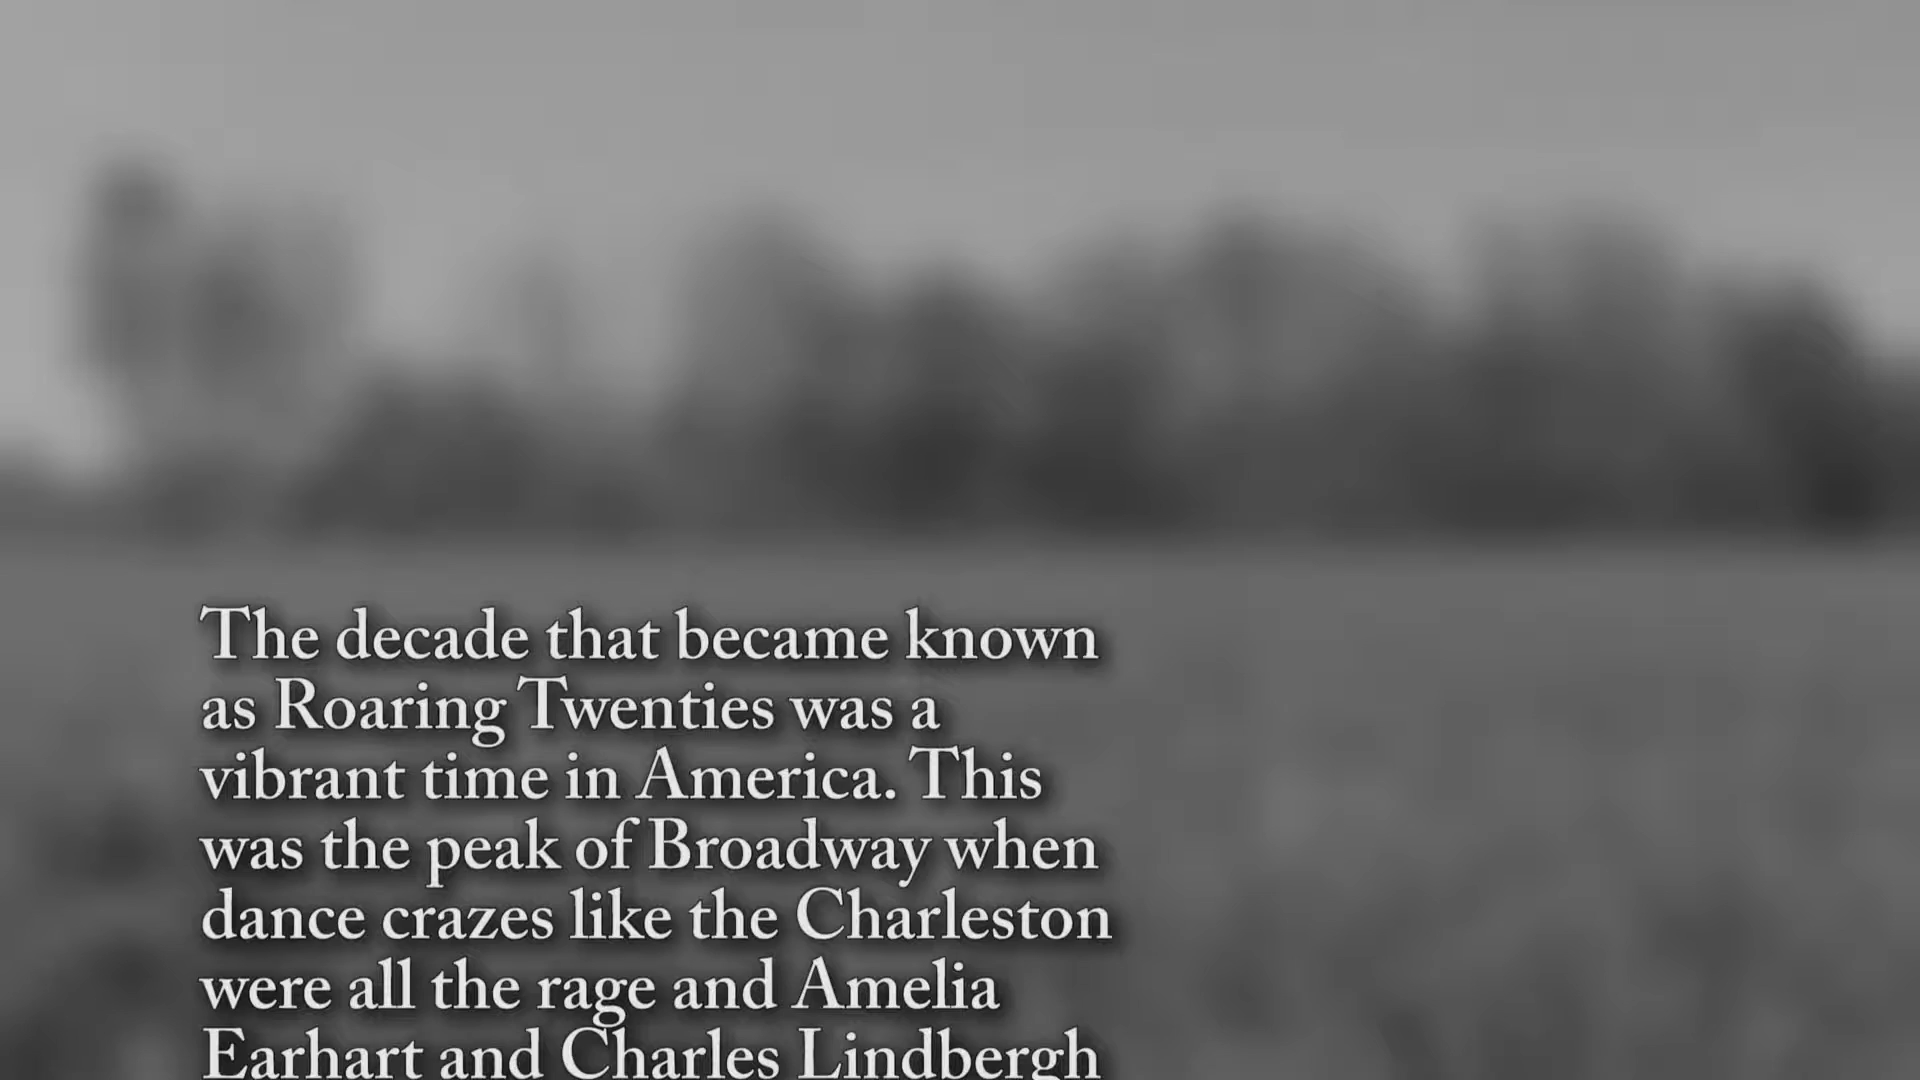 The decade that became known
as Roaring Twenties was a
vibrant time in America. This
was the peak of Broadway when
dance crazes like the Charleston
were all the rage and Amelia
Earhart and Charles Lindbergh